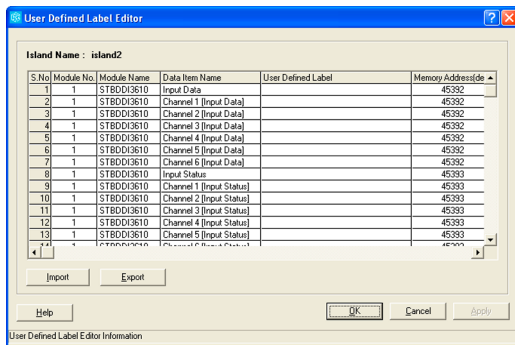 User Defined Label Editor
Island Name : island2
S.No Module No. Module Name Data Item Name User Defined Label Memory Address(de
1 1 STBDDI3610 Input Data 45392
2 1 STBDDI3610 Channel 1 [Input Data] 45392
3 1 STBDDI3610 Channel 2 [Input Data] 45392
4 1 STBDDI3610 Channel 3 [Input Data] 45392
5 1 STBDDI3610 Channel 4 [Input Data] 45392
6 1 STBDDI3610 Channel 5 [Input Data] 45392
7 1 STBDDI3610 Channel 6 [Input Data] 45392
8 1 STBDDI3610 Input Status 45393
9 1 STBDDI3610 Channel 1 [Input Status] 45393
10 1 STBDDI3610 Channel 2 [Input Status] 45393
11 1 STBDDI3610 Channel 3 [Input Status] 45393
12 1 STBDDI3610 Channel 4 [Input Status] 45393
13 1 STBDDI3610 Channel 5 [Input Status] 45393
Import Export
Help OK Cancel Apply
User Defined Label Editor Information